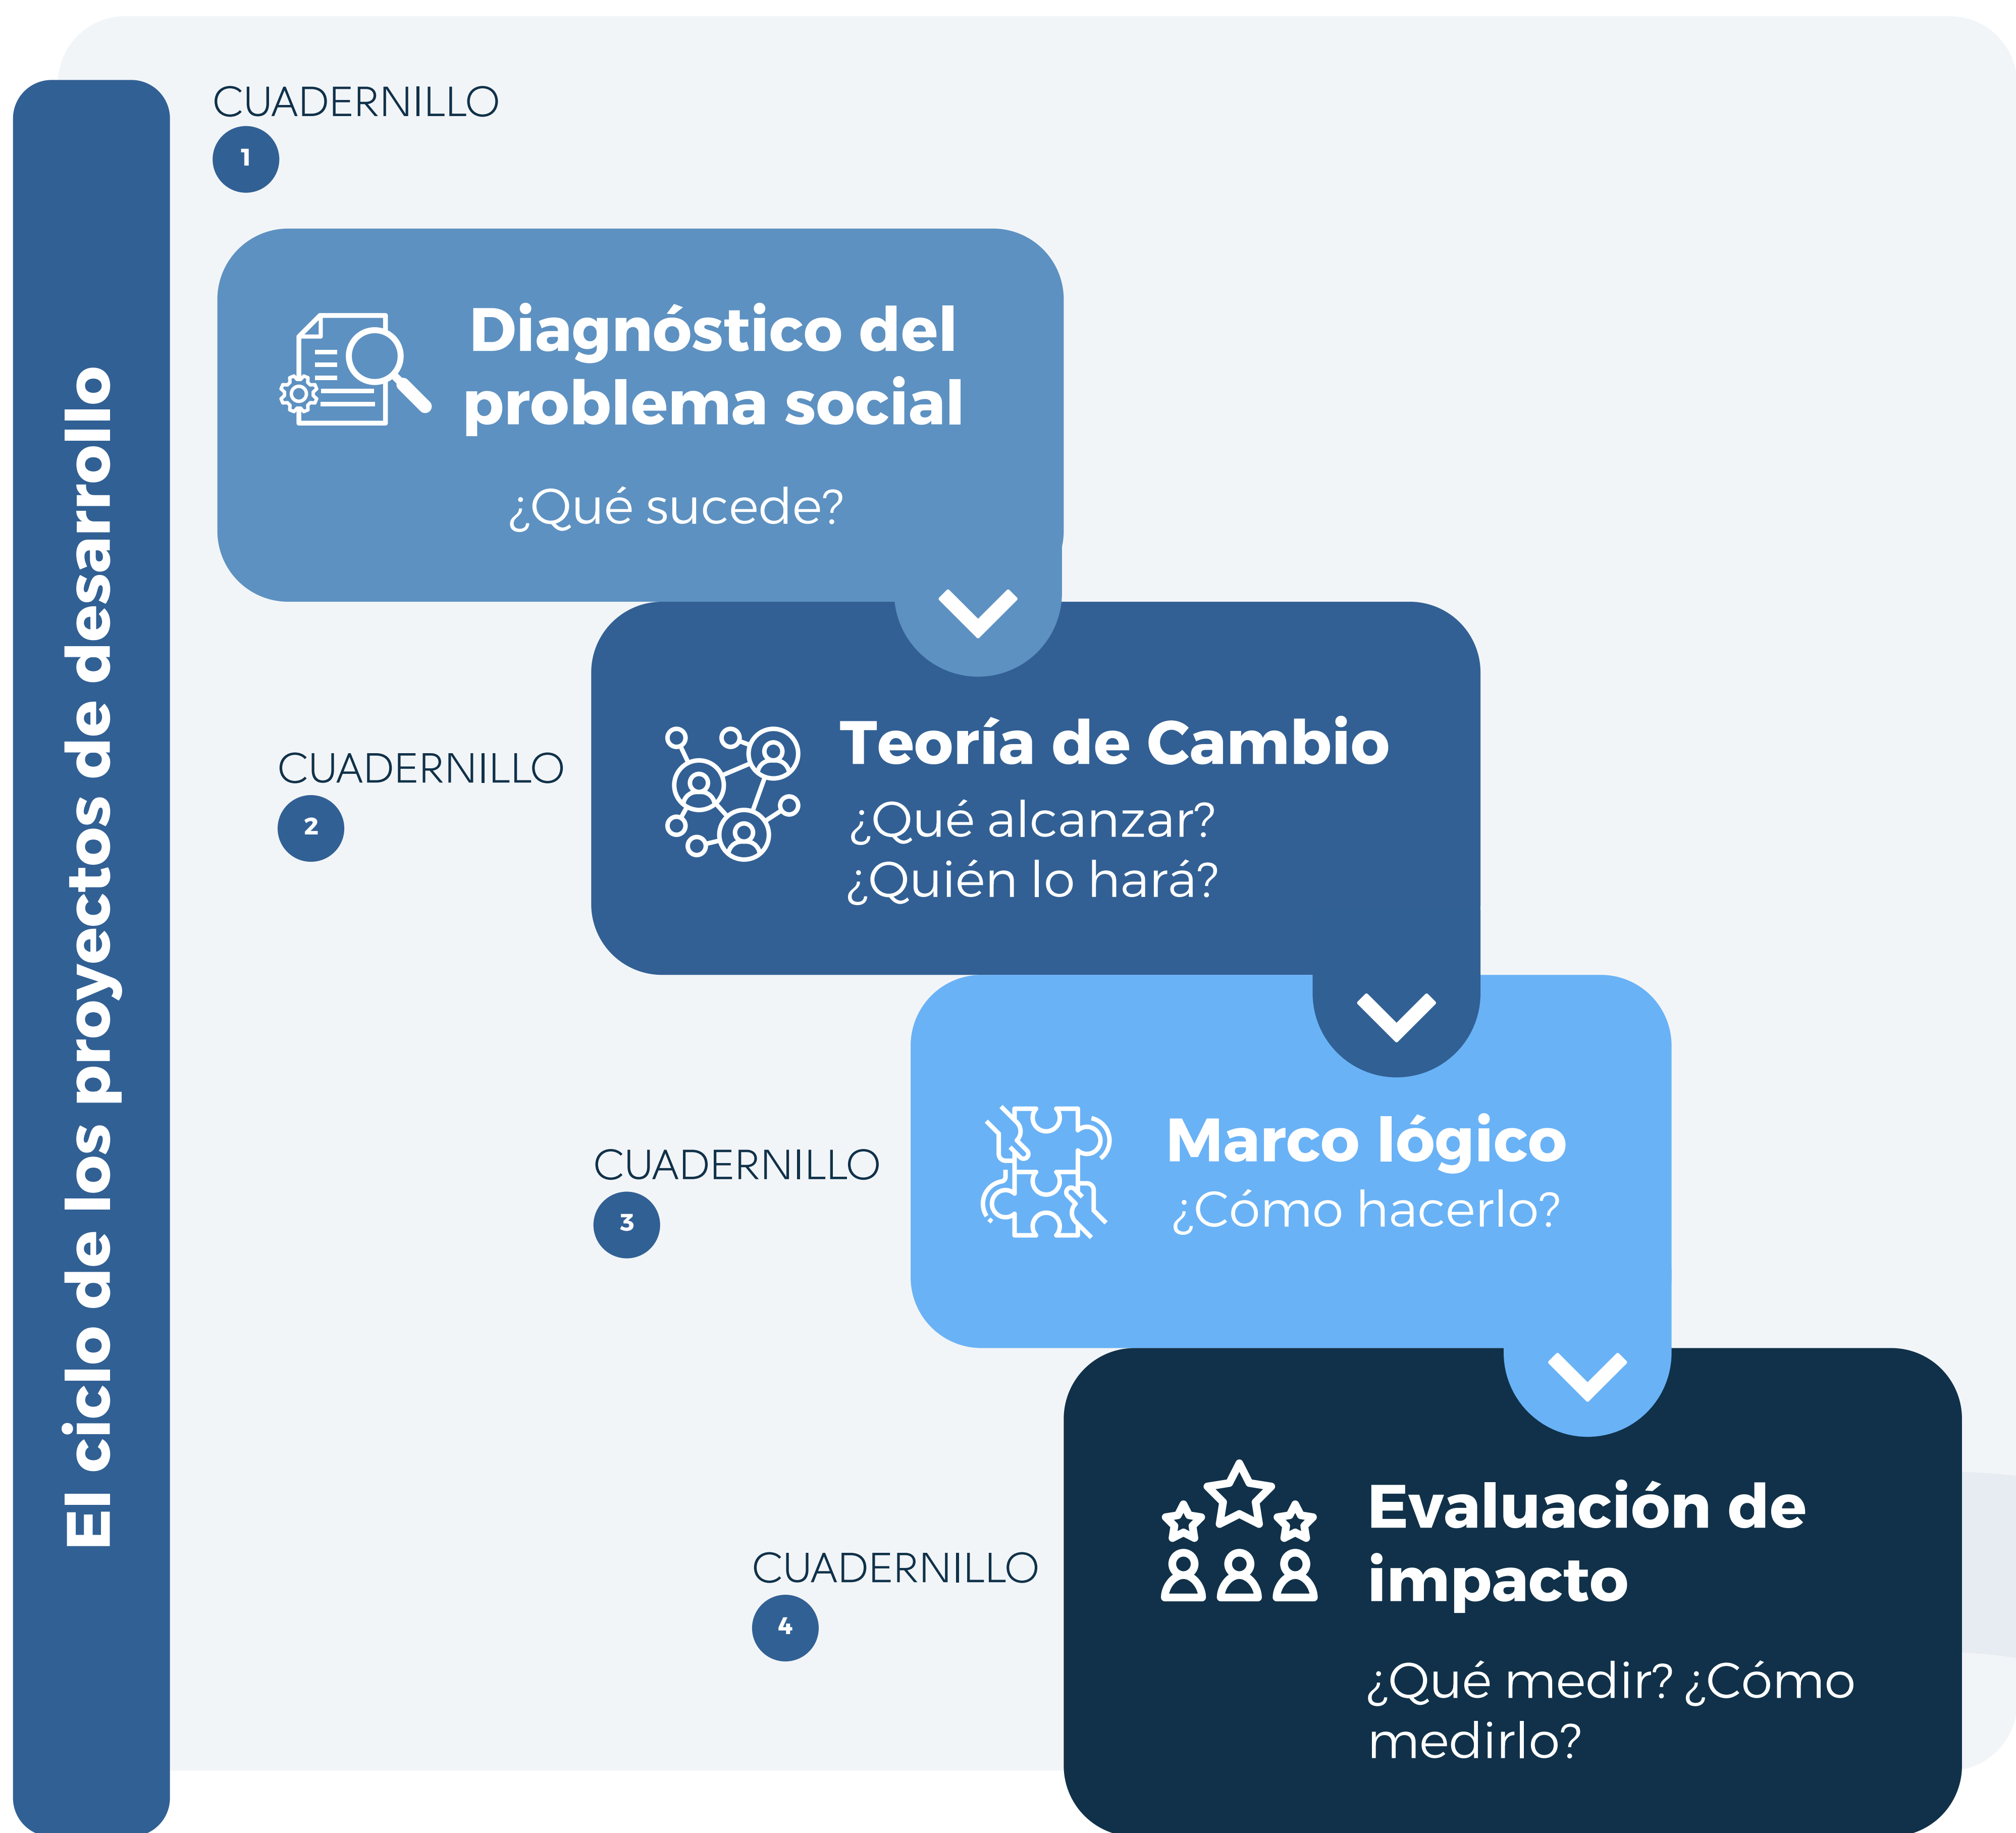 El ciclo de los proyectos de desarrollo
CUADERNILLO
1
Diagnóstico del
problema social
¿Qué sucede?
CUADERNILLO
2
Teoría de Cambio
¿Qué alcanzar?
¿Quién lo hará?
CUADERNILLO
3
Marco lógico
¿Cómo hacerlo?
CUADERNILLO
4
Evaluación de
impacto
¿Qué medir? ¿Cómo
medirlo?